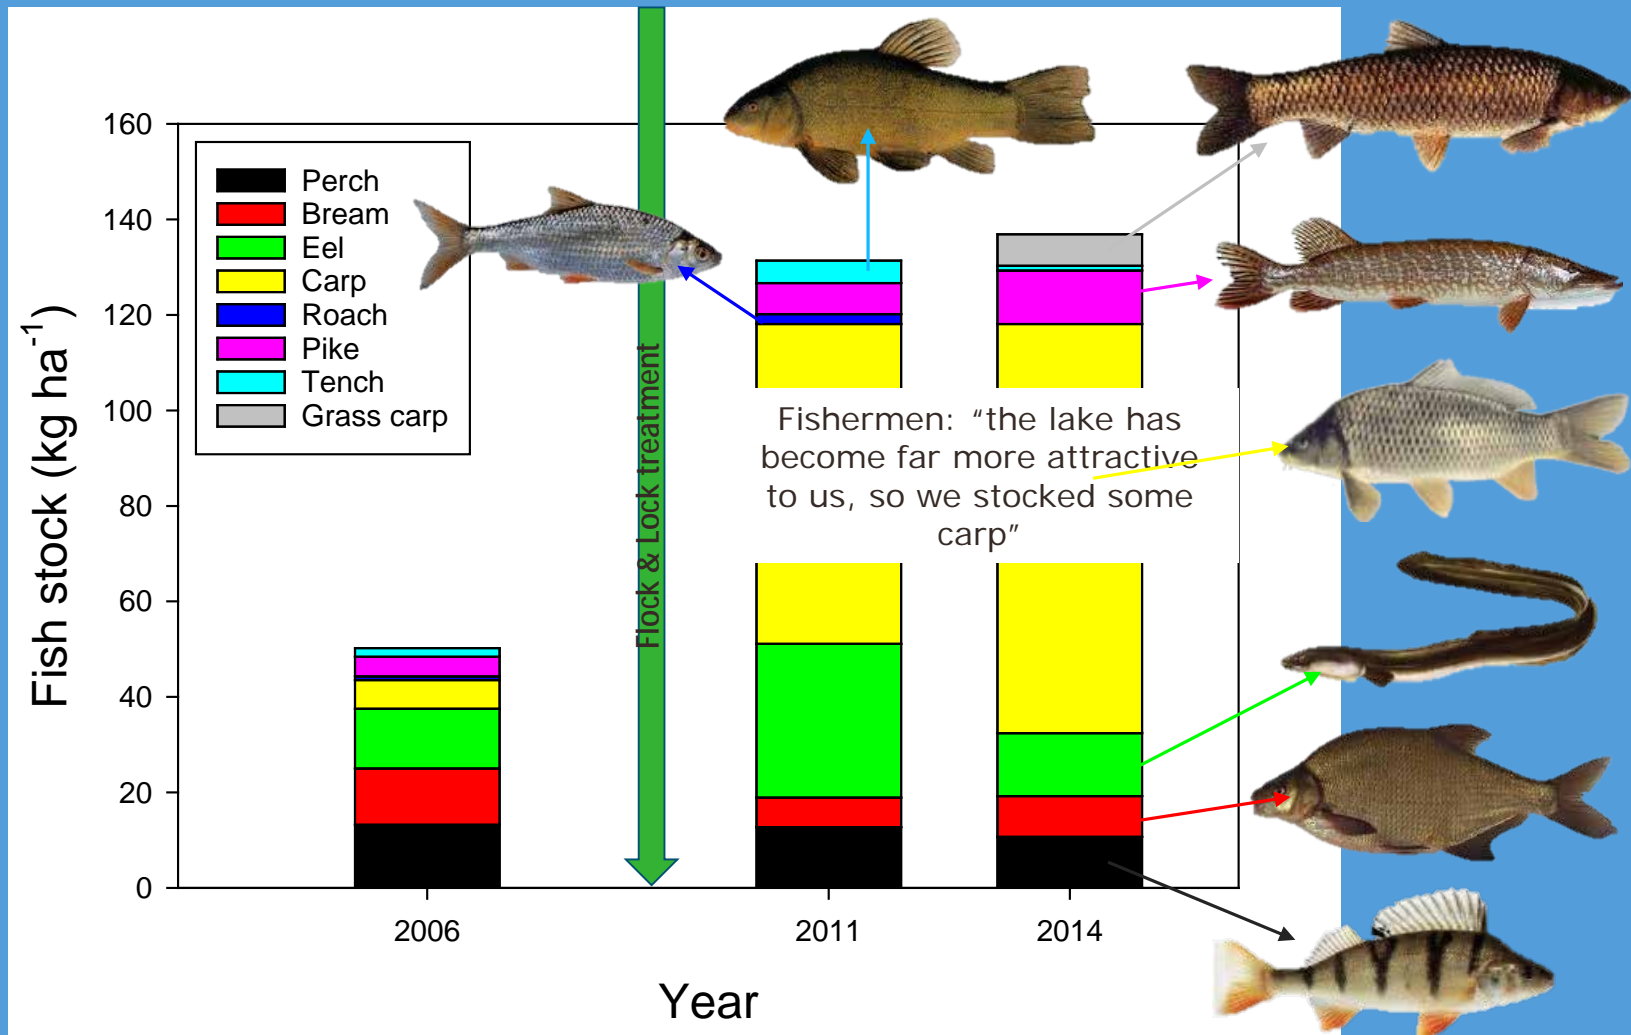 160
140
120
100
80
60
40
20
0
Fish stock (kg ha⁻¹)
Perch
Bream
Eel
Carp
Roach
Pike
Tench
Grass carp
Flock & Lock treatment
Fishermen: “the lake has
become far more attractive
to us, so we stocked some
carp”
2006
2011
2014
Year